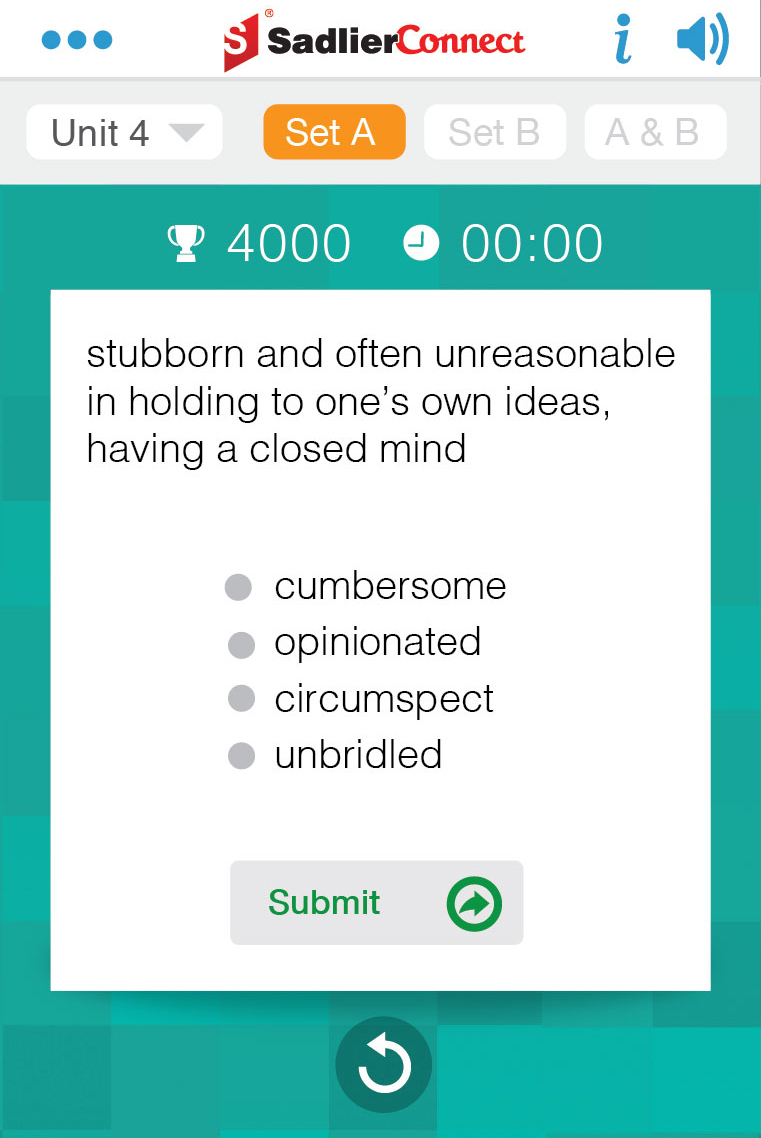 S® SadlierConnect i
Unit 4 Set A Set B A & B
4000 00:00
stubborn and often unreasonable
in holding to one’s own ideas,
having a closed mind
cumbersome
opinionated
circumspect
unbridled
Submit